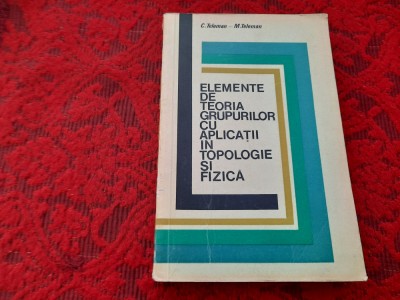 C. Teleman - M. Teleman
ELEMENTE
DE
TEORIA
GRUPURILOR
CU
APLICAȚII
ÎN
TOPOLOGIE
ȘI
FIZICĂ